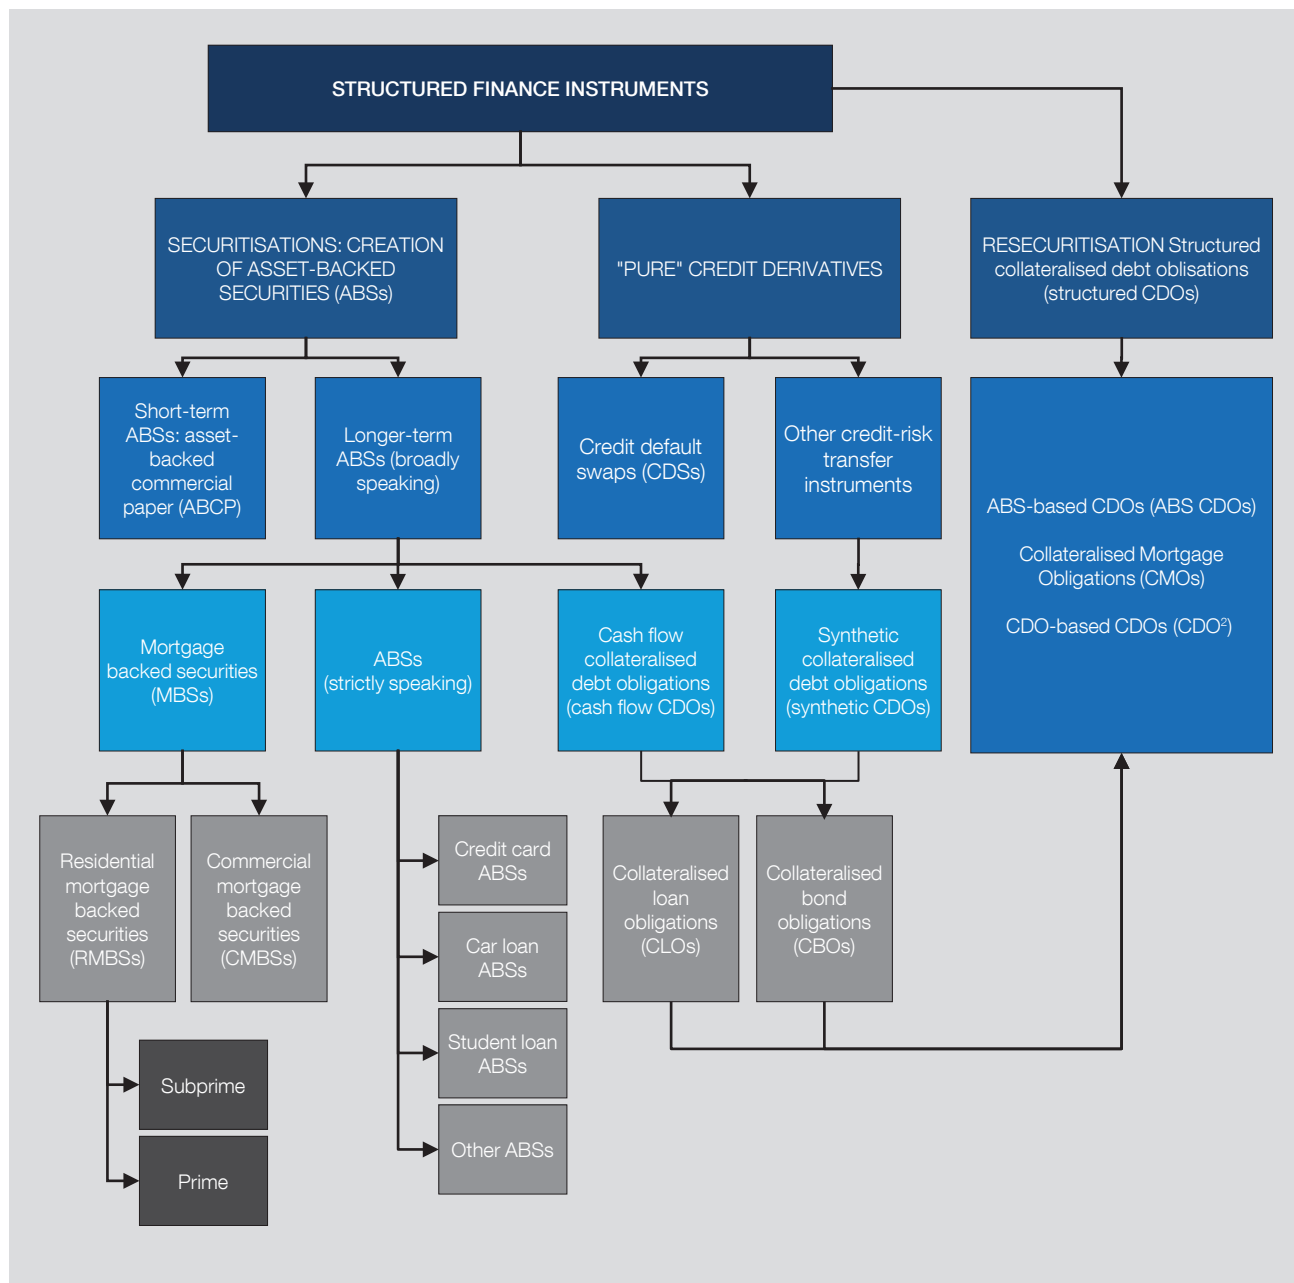 STRUCTURED FINANCE INSTRUMENTS
SECURITISATIONS: CREATION
OF ASSET-BACKED
SECURITIES (ABSs)
"PURE" CREDIT DERIVATIVES
RESECURITISATION Structured
collateralised debt oblisations
(structured CDOs)
Short-term
ABSs: asset-
backed
commercial
paper (ABCP)
Longer-term
ABSs (broadly
speaking)
Credit default
swaps (CDSs)
Other credit-risk
transfer
instruments
ABS-based CDOs (ABS CDOs)
Collateralised Mortgage
Obligations (CMOs)
CDO-based CDOs (CDO²)
Mortgage
backed securities
(MBSs)
ABSs
(strictly speaking)
Cash flow
collateralised
debt obligations
(cash flow CDOs)
Synthetic
collateralised
debt obligations
(synthetic CDOs)
Residential
mortgage
backed
securities
(RMBSs)
Commercial
mortgage
backed
securities
(CMBSs)
Credit card
ABSs
Car loan
ABSs
Student loan
ABSs
Other ABSs
Collateralised
loan
obligations
(CLOs)
Collateralised
bond
obligations
(CBOs)
Subprime
Prime